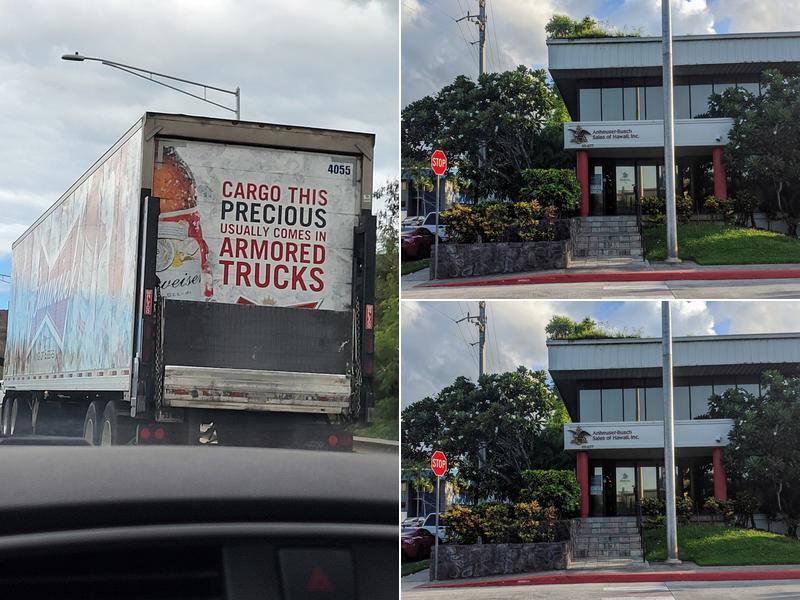 4055
CARGO THIS
PRECIOUS
USUALLY COMES IN
ARMORED
TRUCKS
weiser
STOP
Anheuser-Busch
Sales of Hawaii, Inc.
STOP
Anheuser-Busch
Sales of Hawaii, Inc.